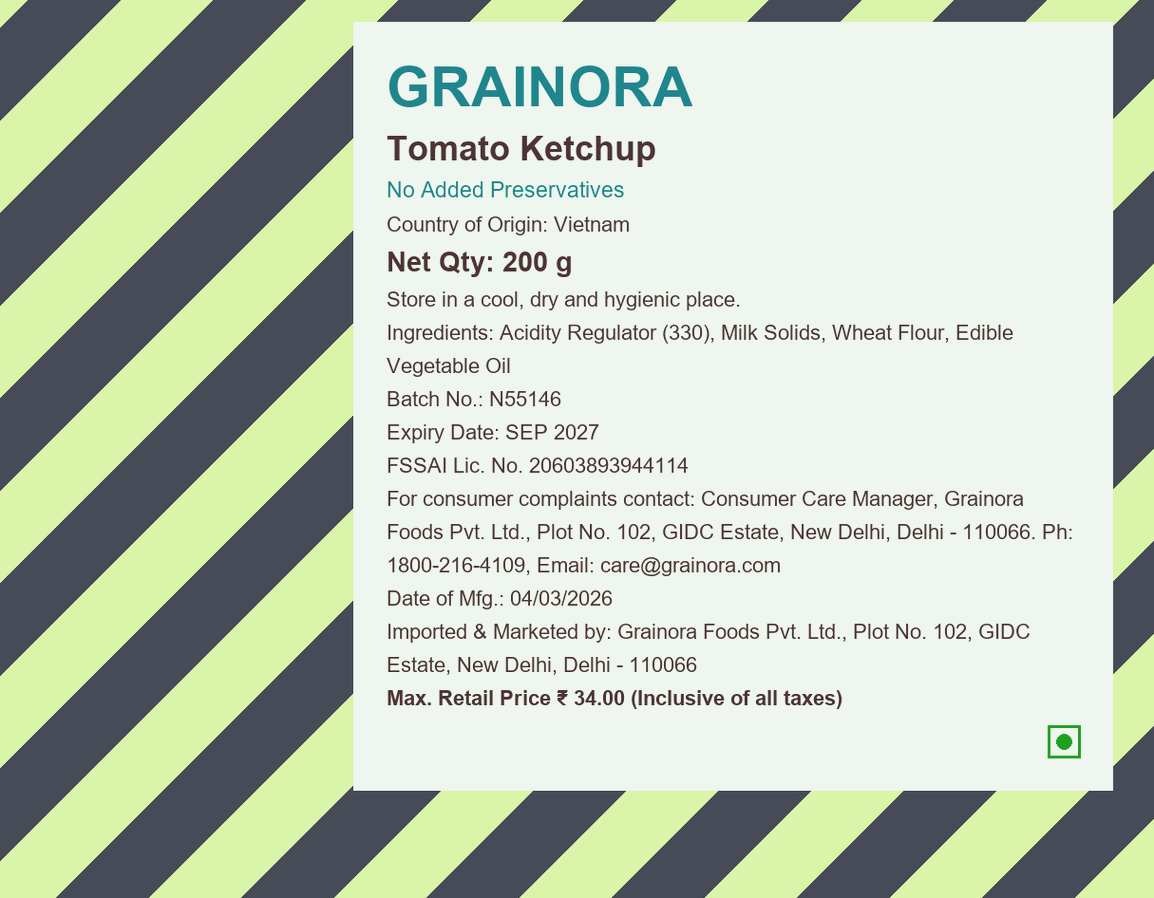 GRAINORA
Tomato Ketchup
No Added Preservatives
Country of Origin: Vietnam
Net Qty: 200 g
Store in a cool, dry and hygienic place.
Ingredients: Acidity Regulator (330), Milk Solids, Wheat Flour, Edible
Vegetable Oil
Batch No.: N55146
Expiry Date: SEP 2027
FSSAI Lic. No. 20603893944114
For consumer complaints contact: Consumer Care Manager, Grainora
Foods Pvt. Ltd., Plot No. 102, GIDC Estate, New Delhi, Delhi - 110066. Ph:
1800-216-4109, Email: care@grainora.com
Date of Mfg.: 04/03/2026
Imported & Marketed by: Grainora Foods Pvt. Ltd., Plot No. 102, GIDC
Estate, New Delhi, Delhi - 110066
Max. Retail Price ₹ 34.00 (Inclusive of all taxes)